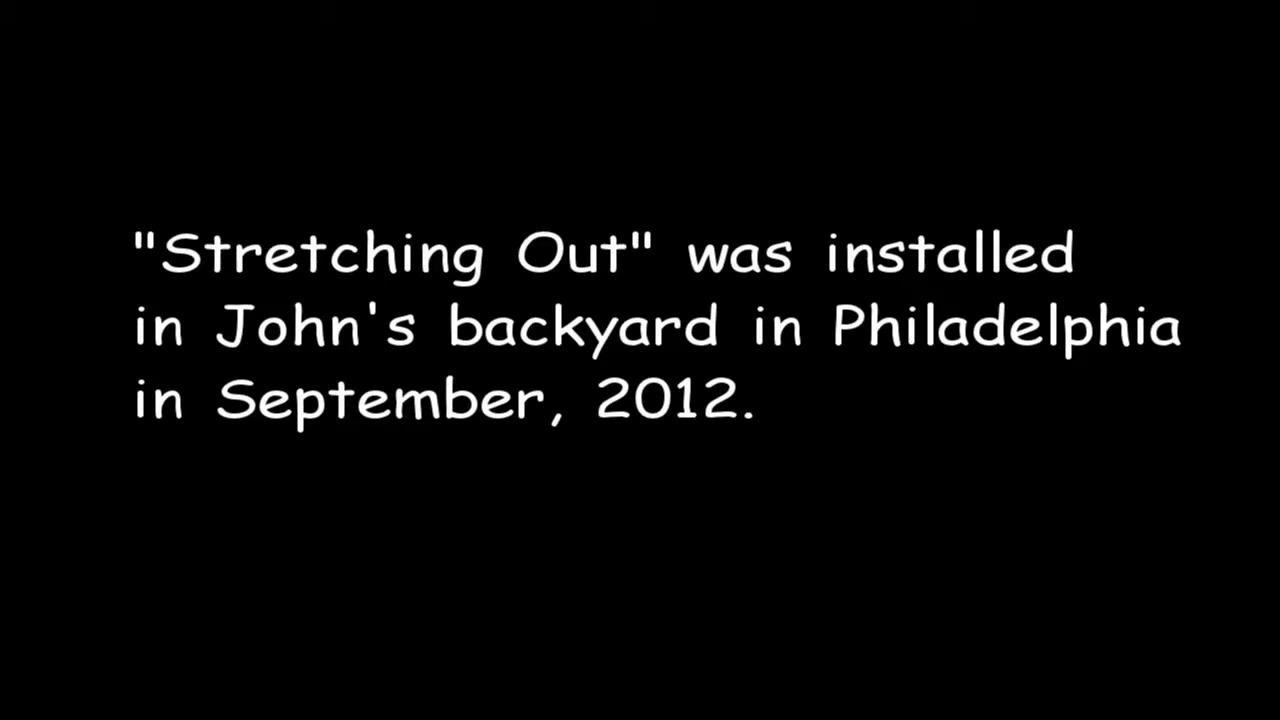 "Stretching Out" was installed
in John's backyard in Philadelphia
in September, 2012.